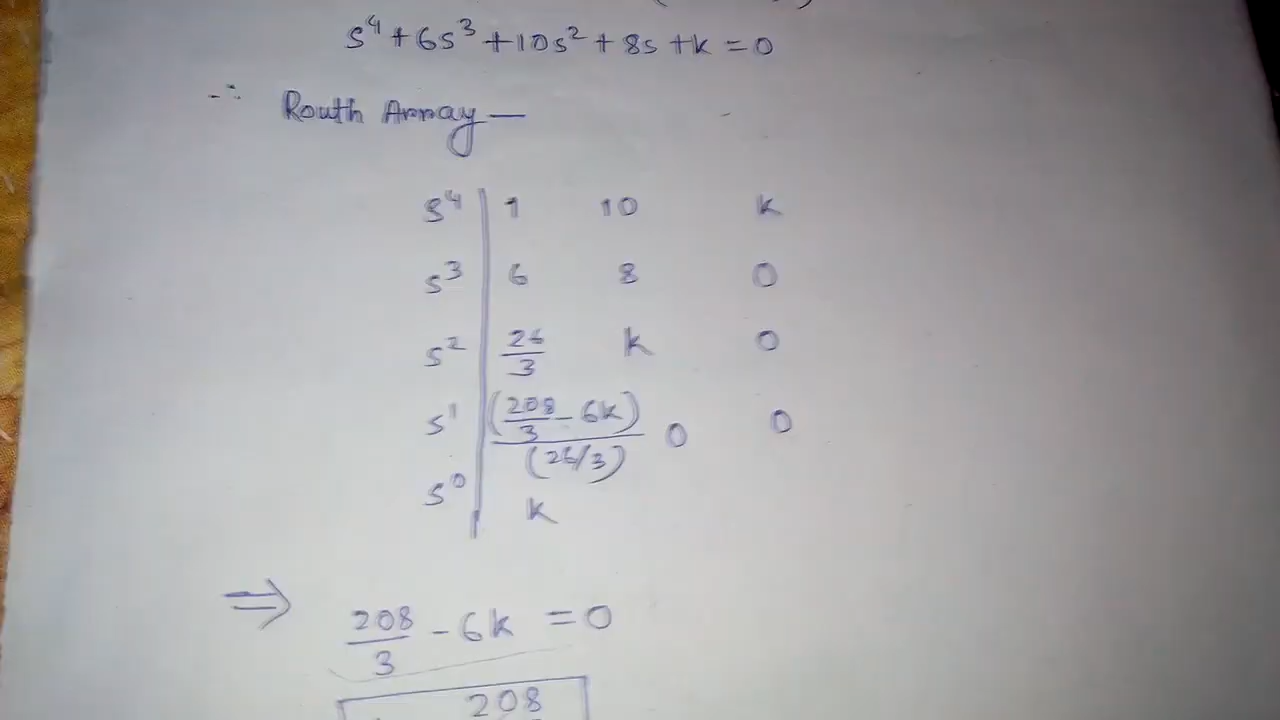 s⁴ + 6s³ + 10s² + 8s + k = 0
∴ Routh Array —
s⁴ | 1 10 k
s³ | 6 8 0
s² | 26/3 k 0
s¹ | (208/3 - 6k)/(26/3) 0 0
s⁰ | k
⇒ 208/3 - 6k = 0
208